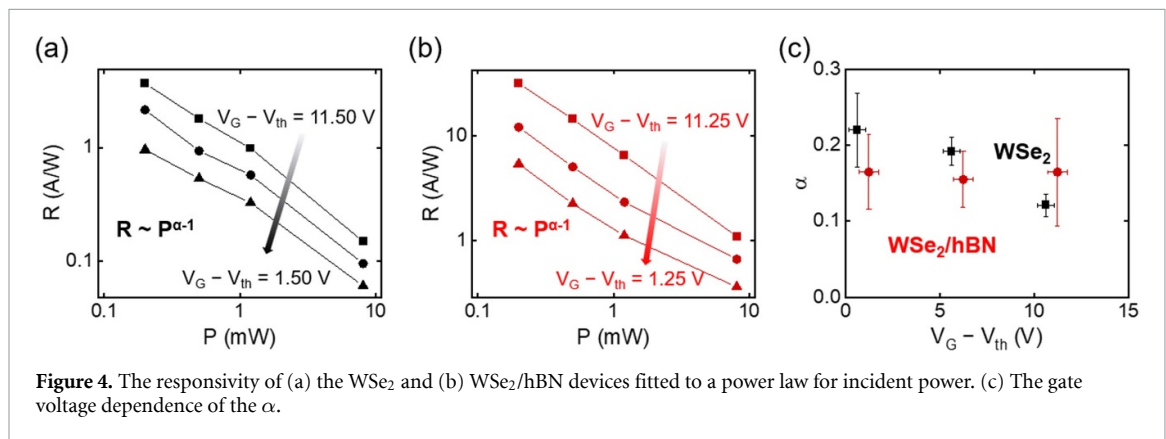 (a)
R (A/W)
1
0.1
V_G − V_th = 11.50 V
R ~ P^α-1
V_G − V_th = 1.50 V
0.1 1 10
P (mW)
(b)
R (A/W)
10
1
V_G − V_th = 11.25 V
R ~ P^α-1
V_G − V_th = 1.25 V
0.1 1 10
P (mW)
(c)
α
0.3
0.2
0.1
0.0
WSe₂
WSe₂/hBN
0 5 10 15
V_G − V_th (V)
Figure 4. The responsivity of (a) the WSe₂ and (b) WSe₂/hBN devices fitted to a power law for incident power. (c) The gate
voltage dependence of the α.